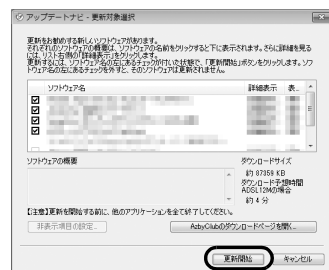 アップデートナビ - 更新対象選択
更新をお勧めする新しいソフトウェアがあります。
それぞれのソフトウェアの概要は、ソフトウェアの名前をクリックすると下に表示されます。さらに詳細を見る
には、リスト右側の「詳細表示」をクリックしてください。
更新するには、ソフトウェア名の左にあるチェックが付いた状態で、「更新開始」ボタンをクリックします。ソフ
トウェア名の左にあるチェックを外すと、そのソフトウェアは更新されません。
ソフトウェア名 詳細表示 表..
ソフトウェアの概要
ダウンロードサイズ
約 87359 KB
ダウンロード予想時間
ADSL12Mの場合
約 4 分
【注意】更新を開始する前に、他のアプリケーションを全て終了してください。
非表示項目の設定... AzbyClubのダウンロードページを開く...
更新開始 キャンセル